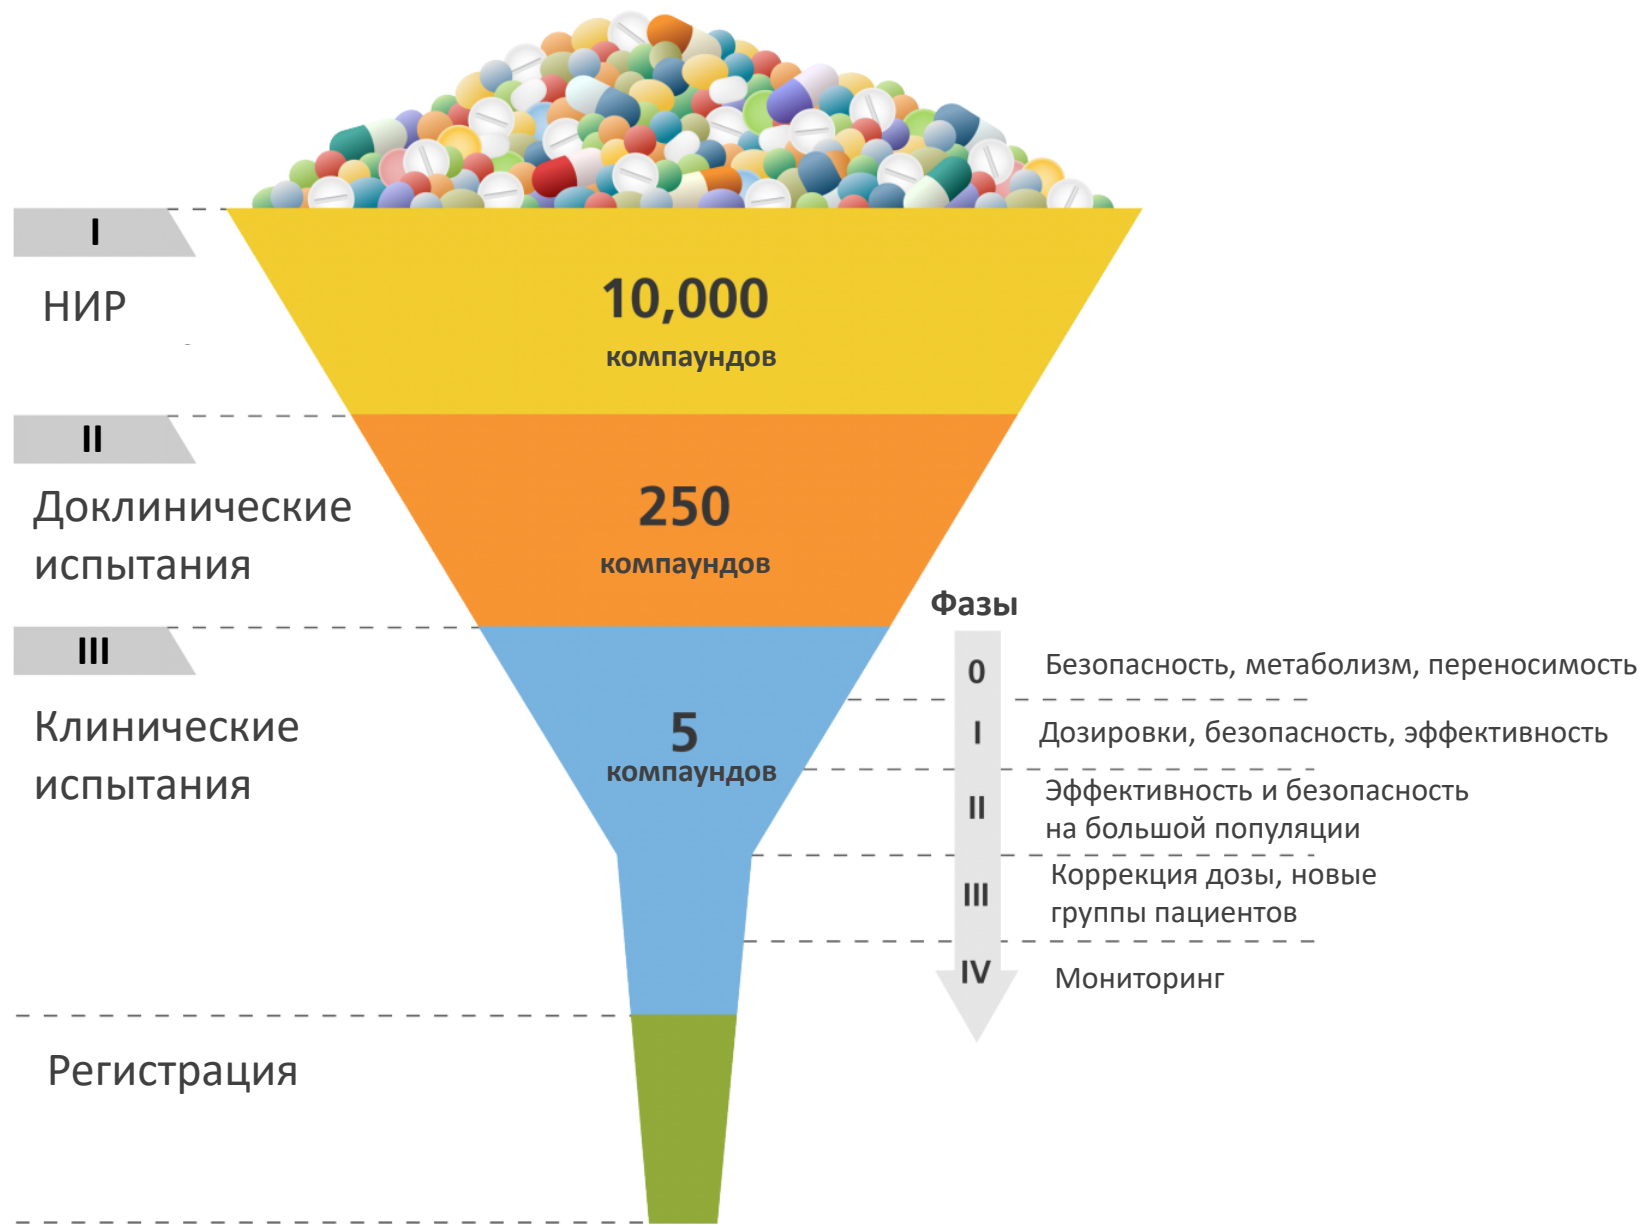 I
НИР
10,000
компаундов
II
Доклинические
испытания
250
компаундов
III
Клинические
испытания
5
компаундов
Фазы
0
Безопасность, метаболизм, переносимость
I
Дозировки, безопасность, эффективность
II
Эффективность и безопасность
на большой популяции
III
Коррекция дозы, новые
группы пациентов
IV
Мониторинг
Регистрация